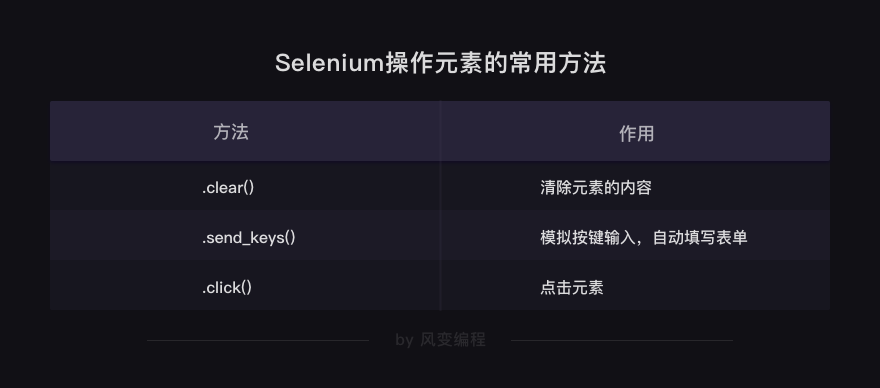 Selenium操作元素的常用方法
方法 作用
.clear() 清除元素的内容
.send_keys() 模拟按键输入，自动填写表单
.click() 点击元素
by 风变编程